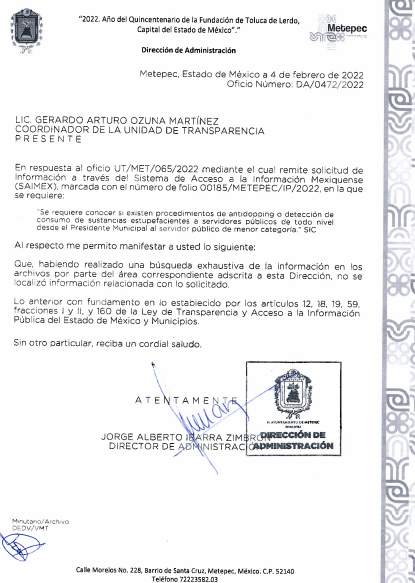 "2022. Año del Quincentenario de la Fundación de Toluca de Lerdo,
Capital del Estado de México"."
Metepec
Dirección de Administración
Metepec, Estado de México a 4 de febrero de 2022
Oficio Número: DA/0472/2022
LIC. GERARDO ARTURO OZUNA MARTÍNEZ
COORDINADOR DE LA UNIDAD DE TRANSPARENCIA
P R E S E N T E
En respuesta al oficio UT/MET/065/2022 mediante el cual remite solicitud de
Información a través del Sistema de Acceso a la Información Mexiquense
(SAIMEX), marcada con el número de folio 00185/METEPEC/IP/2022, en la que
se requiere:
"Se requiere conocer si existen procedimientos de antidopping o detección de
consumo de sustancias estupefacientes a servidores públicos de todo nivel
desde el Presidente Municipal al servidor público de menor categoría." SIC
Al respecto me permito manifestar a usted lo siguiente:
Que, habiendo realizado una búsqueda exhaustiva de la información en los
archivos por parte del área correspondiente adscrita a esta Dirección, no se
localizó información relacionada con lo solicitado.
Lo anterior con fundamento en lo establecido por los artículos 12, 18, 19, 59,
fracciones I y II, y 160 de la Ley de Transparencia y Acceso a la Información
Pública del Estado de México y Municipios.
Sin otro particular, reciba un cordial saludo.
A T E N T A M E N T E
H. AYUNTAMIENTO DE METEPEC
DIRECCIÓN DE
ADMINISTRACIÓN
JORGE ALBERTO IBARRA ZIMBRÓN
DIRECTOR DE ADMINISTRACIÓN
Minutario/Archivo
DEDV/VMT
Calle Morelos No. 228, Barrio de Santa Cruz, Metepec, México. C.P. 52140
Teléfono 72223582.03